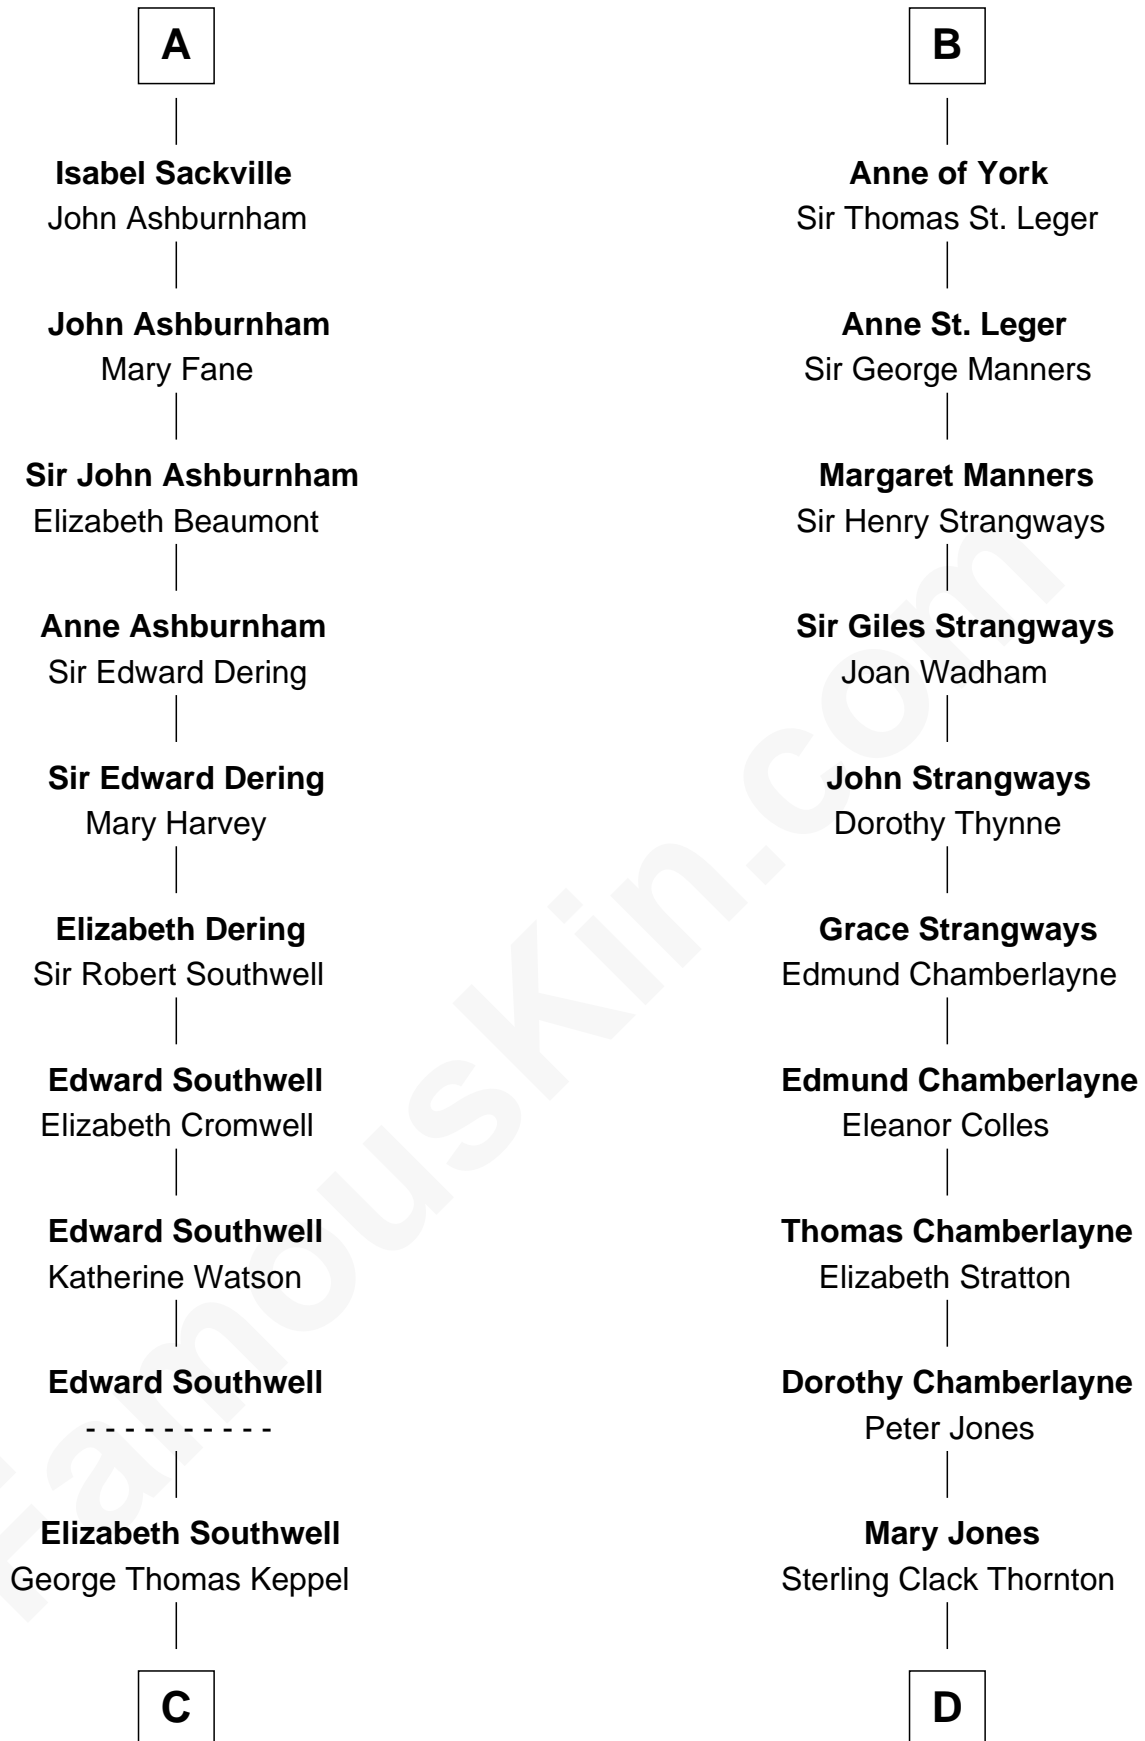 A
Isabel Sackville
John Ashburnham
John Ashburnham
Mary Fane
Sir John Ashburnham
Elizabeth Beaumont
Anne Ashburnham
Sir Edward Dering
Sir Edward Dering
Mary Harvey
Elizabeth Dering
Sir Robert Southwell
Edward Southwell
Elizabeth Cromwell
Edward Southwell
Katherine Watson
Edward Southwell
- - - - - - - - - -
Elizabeth Southwell
George Thomas Keppel
C
B
Anne of York
Sir Thomas St. Leger
Anne St. Leger
Sir George Manners
Margaret Manners
Sir Henry Strangways
Sir Giles Strangways
Joan Wadham
John Strangways
Dorothy Thynne
Grace Strangways
Edmund Chamberlayne
Edmund Chamberlayne
Eleanor Colles
Thomas Chamberlayne
Elizabeth Stratton
Dorothy Chamberlayne
Peter Jones
Mary Jones
Sterling Clack Thornton
D
FamousKin.com